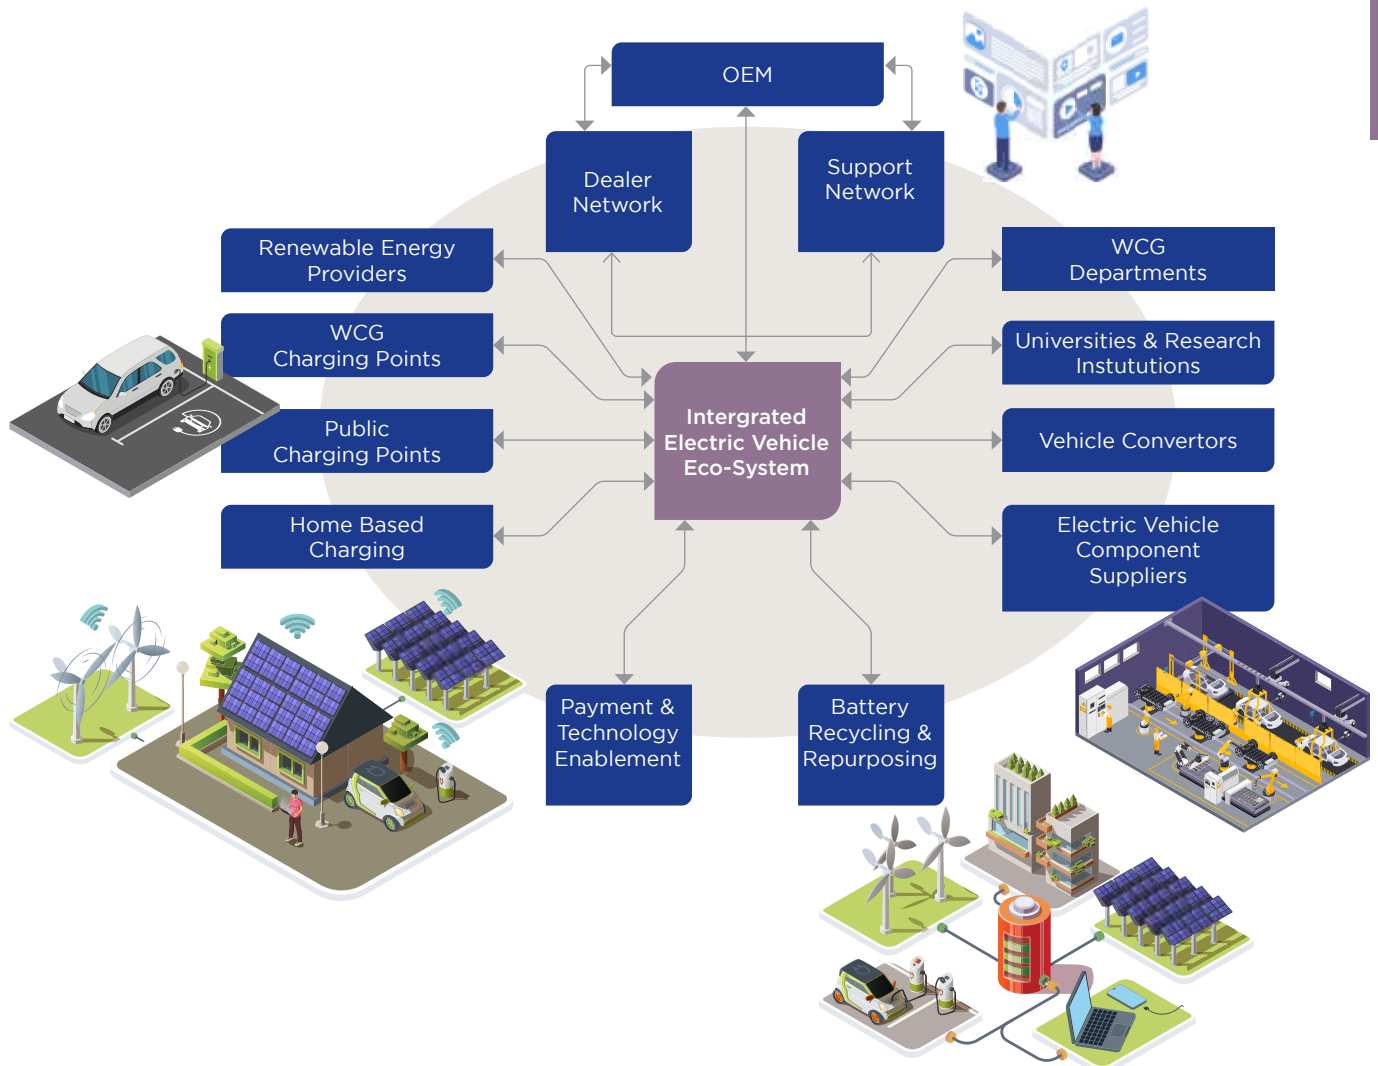 OEM
Dealer
Network
Support
Network
Renewable Energy
Providers
WCG
Departments
WCG
Charging Points
Universities & Research
Instututions
Public
Charging Points
Intergrated
Electric Vehicle
Eco-System
Vehicle Convertors
Home Based
Charging
Electric Vehicle
Component
Suppliers
Payment &
Technology
Enablement
Battery
Recycling &
Repurposing